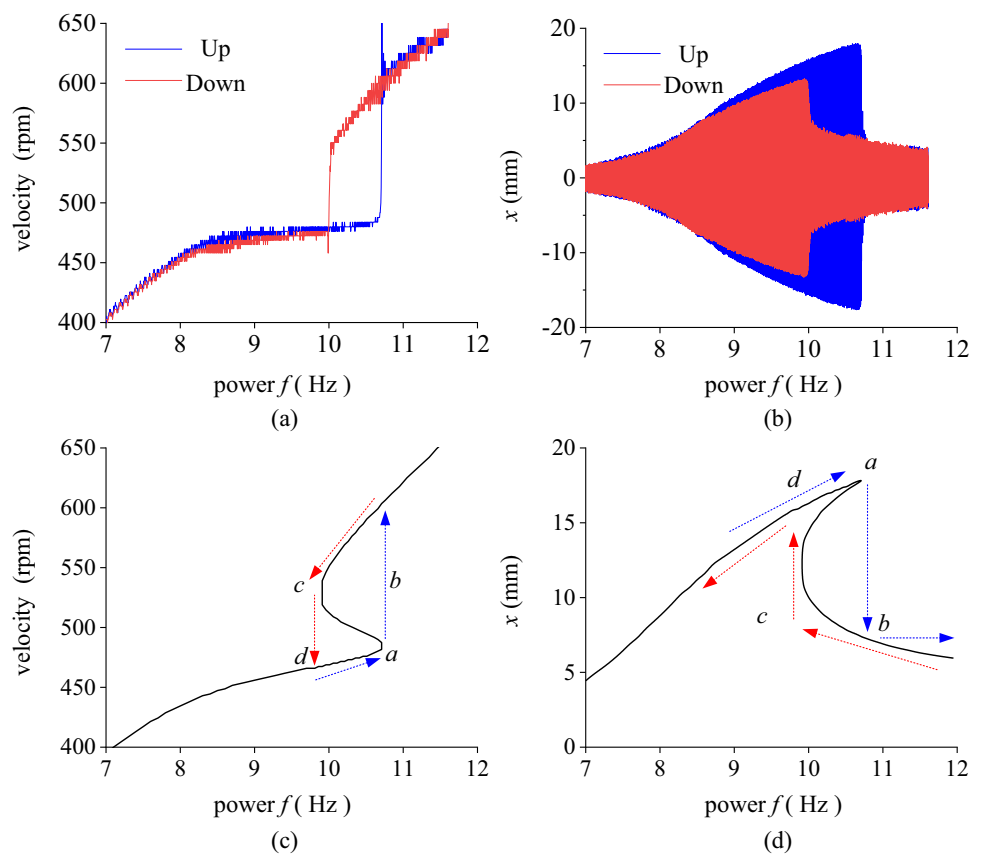 650
600
550
500
450
400
velocity (rpm)
Up
Down
7 8 9 10 11 12
power f ( Hz )
(a)
20
10
0
-10
-20
x (mm)
Up
Down
7 8 9 10 11 12
power f ( Hz )
(b)
650
600
550
500
450
400
velocity (rpm)
c
b
d
a
7 8 9 10 11 12
power f ( Hz )
(c)
20
15
10
5
0
x (mm)
a
d
c
b
7 8 9 10 11 12
power f ( Hz )
(d)